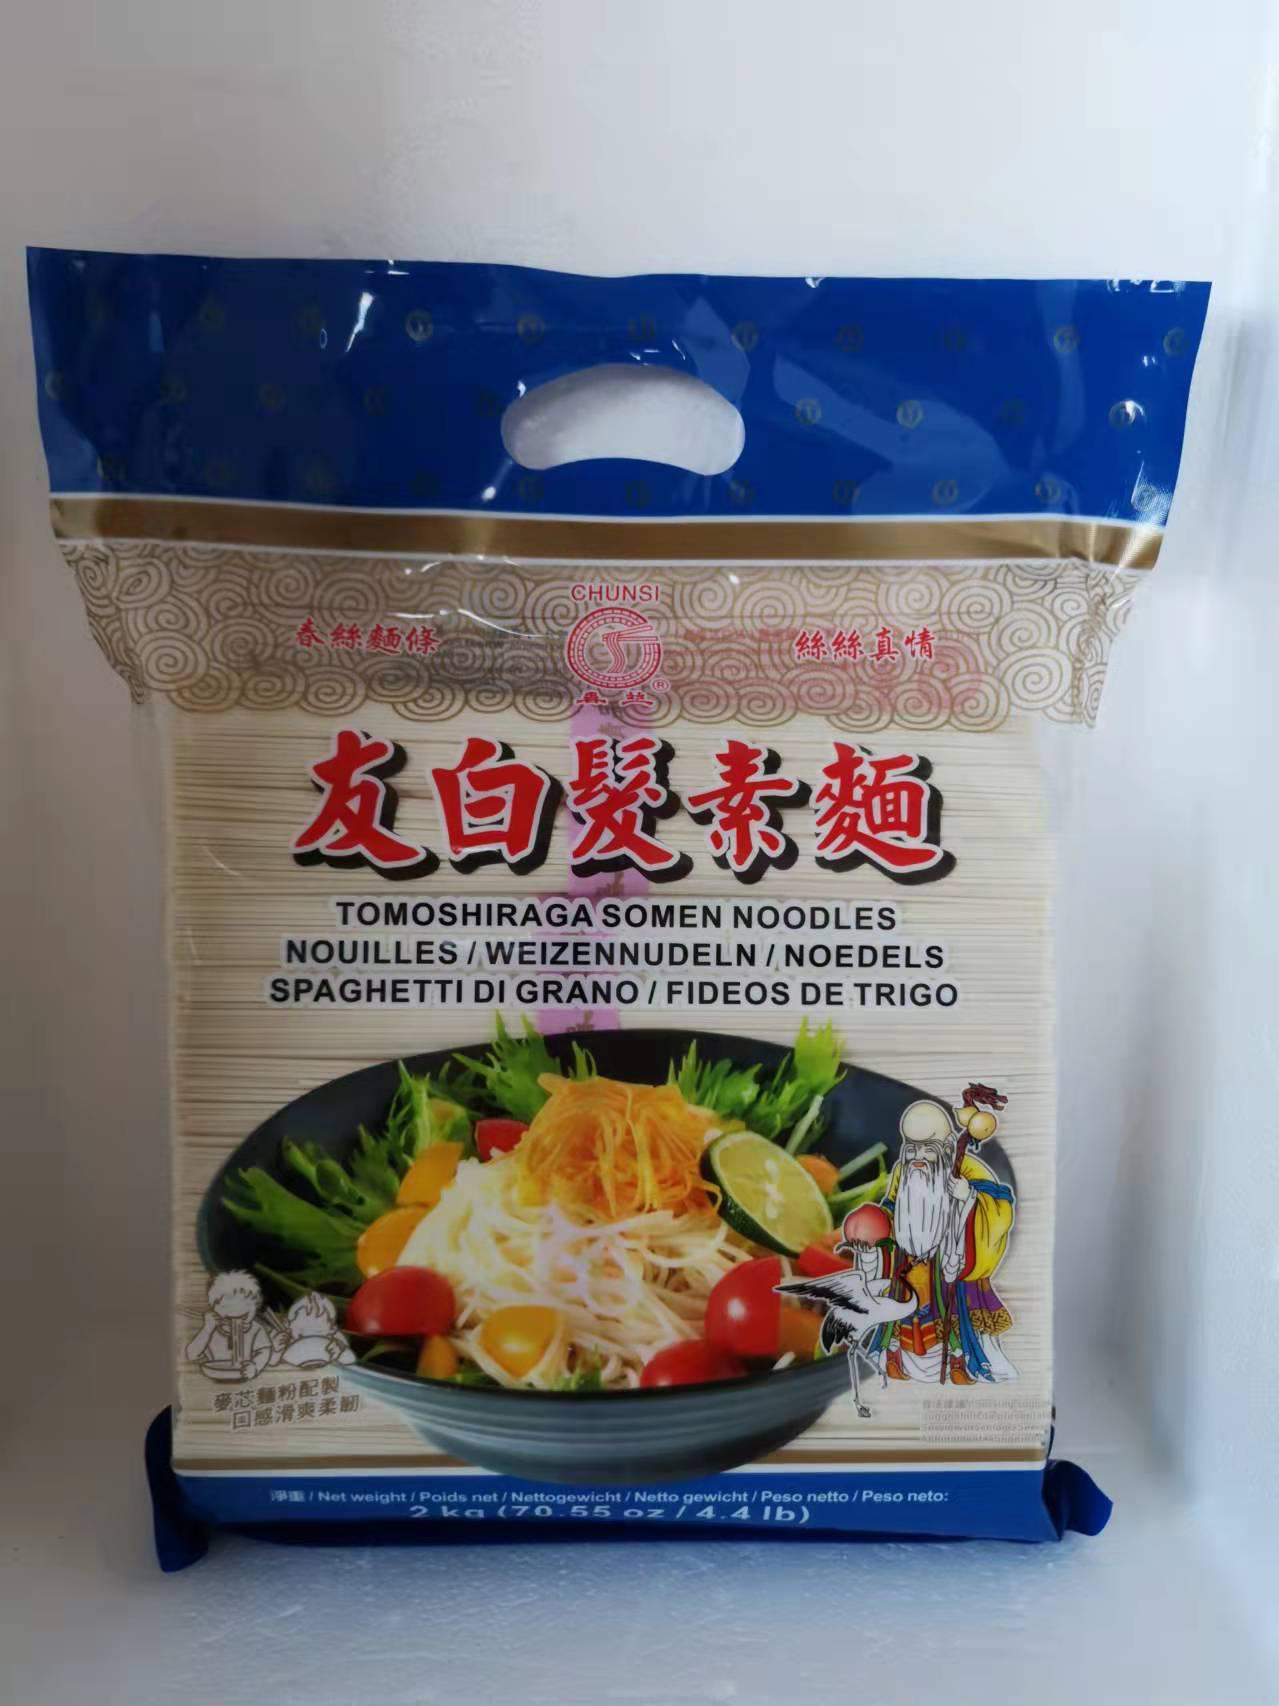 CHUNSI
春絲麵條
絲絲真情
春丝
®
友白髮素麵
TOMOSHIRAGA SOMEN NOODLES
NOUILLES / WEIZENNUDELN / NOEDELS
SPAGHETTI DI GRANO / FIDEOS DE TRIGO
麥芯麵粉配製
口感滑爽柔韌
淨重 / Net weight / Poids net / Nettogewicht / Netto gewicht / Peso netto / Peso neto:
2 kg (70.55 oz / 4.4 lb)